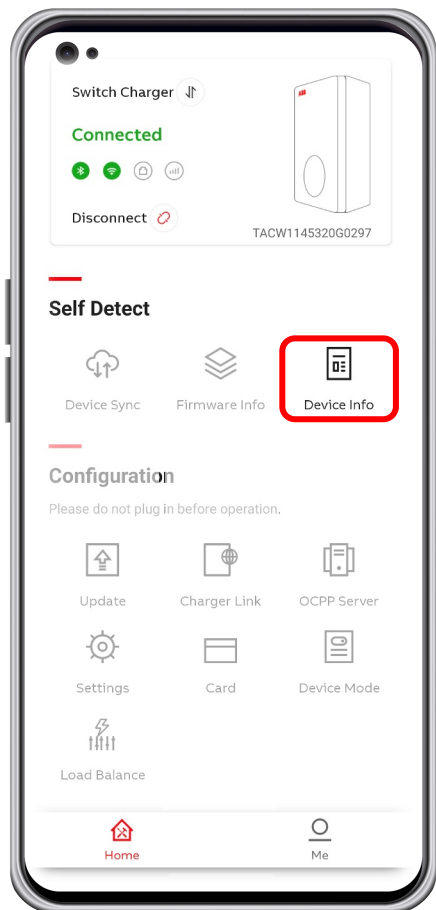 Switch Charger
Connected
Disconnect
TACW1145320G0297
Self Detect
Device Sync Firmware Info Device Info
Configuration
Please do not plug in before operation.
Update Charger Link OCPP Server
Settings Card Device Mode
Load Balance
Home Me